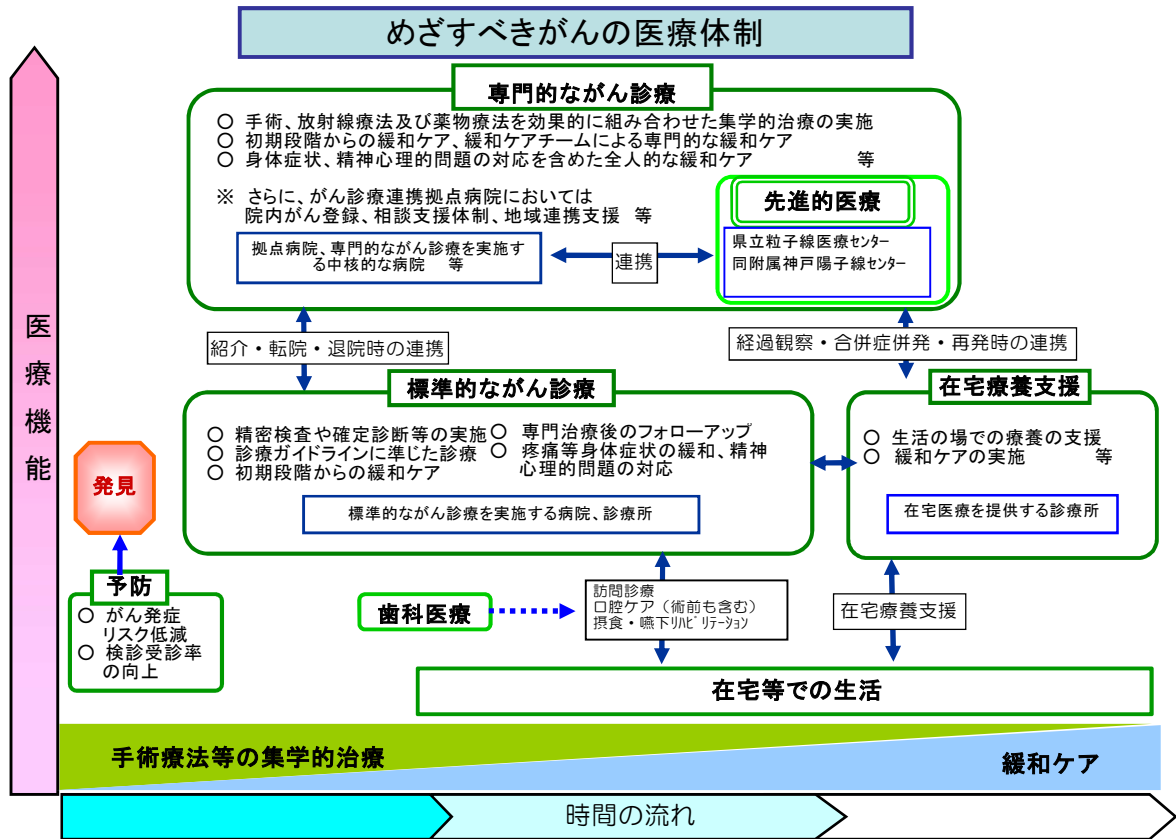 めざすべきがんの医療体制
専門的ながん診療
○ 手術、放射線療法及び薬物療法を効果的に組み合わせた集学的治療の実施
○ 初期段階からの緩和ケア、緩和ケアチームによる専門的な緩和ケア
○ 身体症状、精神心理的問題の対応を含めた全人的な緩和ケア 等
※ さらに、がん診療連携拠点病院においては
院内がん登録、相談支援体制、地域連携支援 等
拠点病院、専門的ながん診療を実施す
る中核的な病院 等
連携
先進的医療
県立粒子線医療センター
同附属神戸陽子線センター
医療機能
紹介・転院・退院時の連携
経過観察・合併症併発・再発時の連携
標準的ながん診療
○ 精密検査や確定診断等の実施
○ 診療ガイドラインに準じた診療
○ 初期段階からの緩和ケア
○ 専門治療後のフォローアップ
○ 疼痛等身体症状の緩和、精神
心理的問題の対応
標準的ながん診療を実施する病院、診療所
在宅療養支援
○ 生活の場での療養の支援
○ 緩和ケアの実施 等
在宅医療を提供する診療所
発見
予防
○ がん発症
リスク低減
○ 検診受診率
の向上
歯科医療
訪問診療
口腔ケア（術前も含む）
摂食・嚥下ﾘﾊﾋﾞﾘﾃｰｼｮﾝ
在宅療養支援
在宅等での生活
手術療法等の集学的治療
緩和ケア
時間の流れ